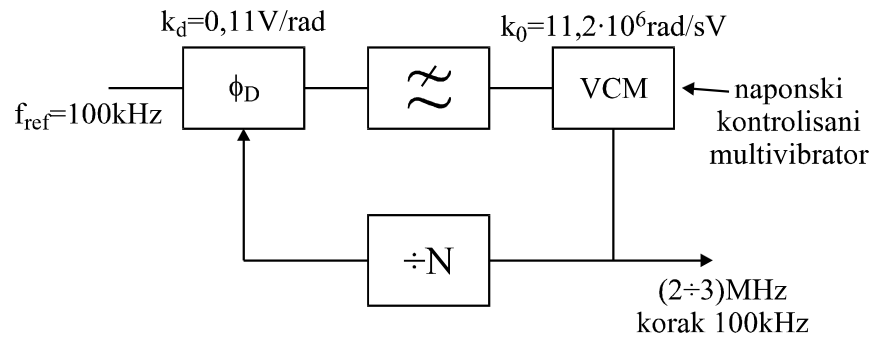 k_d=0,11V/rad
k_0=11,2·10^6rad/sV
f_ref=100kHz
ϕ_D
VCM
naponski
kontrolisani
multivibrator
÷N
(2÷3)MHz
korak 100kHz